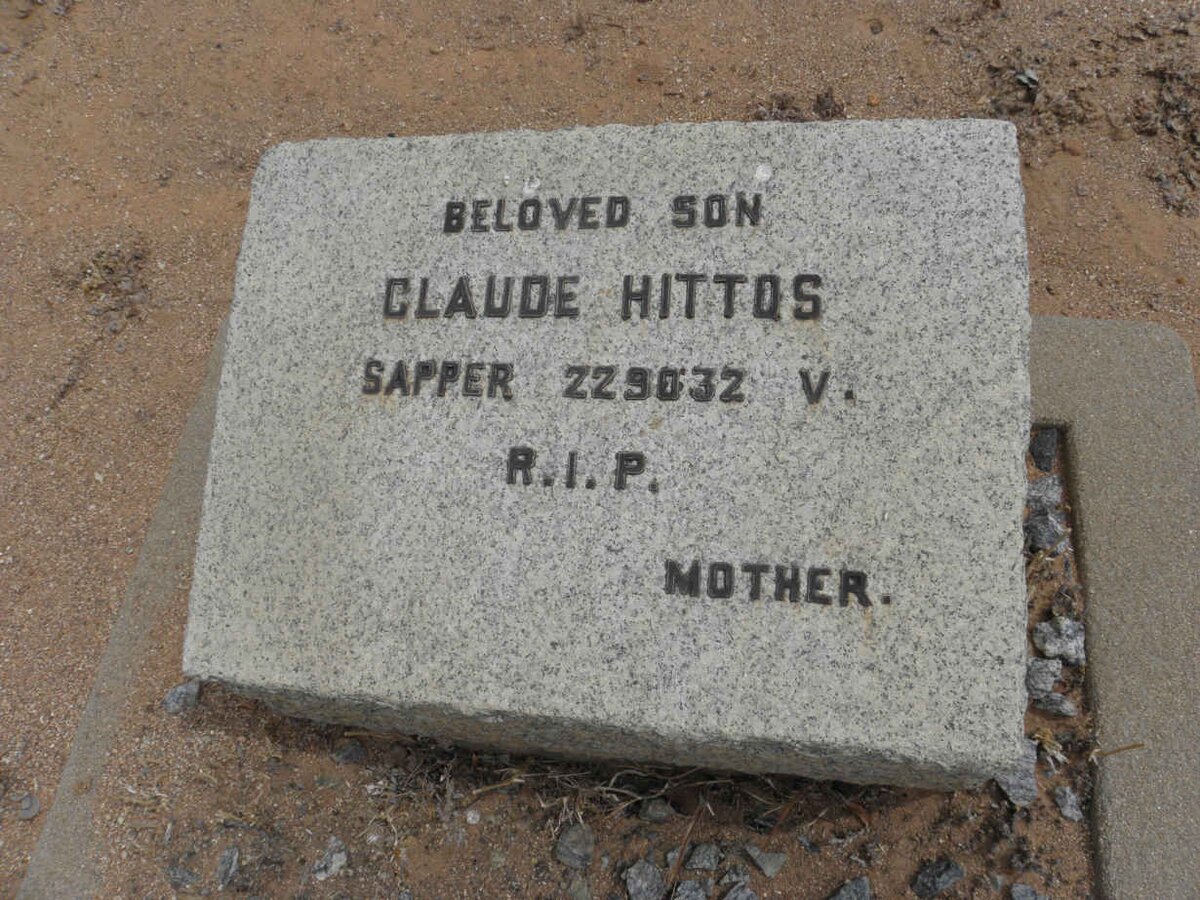 BELOVED SON
CLAUDE HITTOS
SAPPER 229032 V.
R.I.P.
MOTHER.